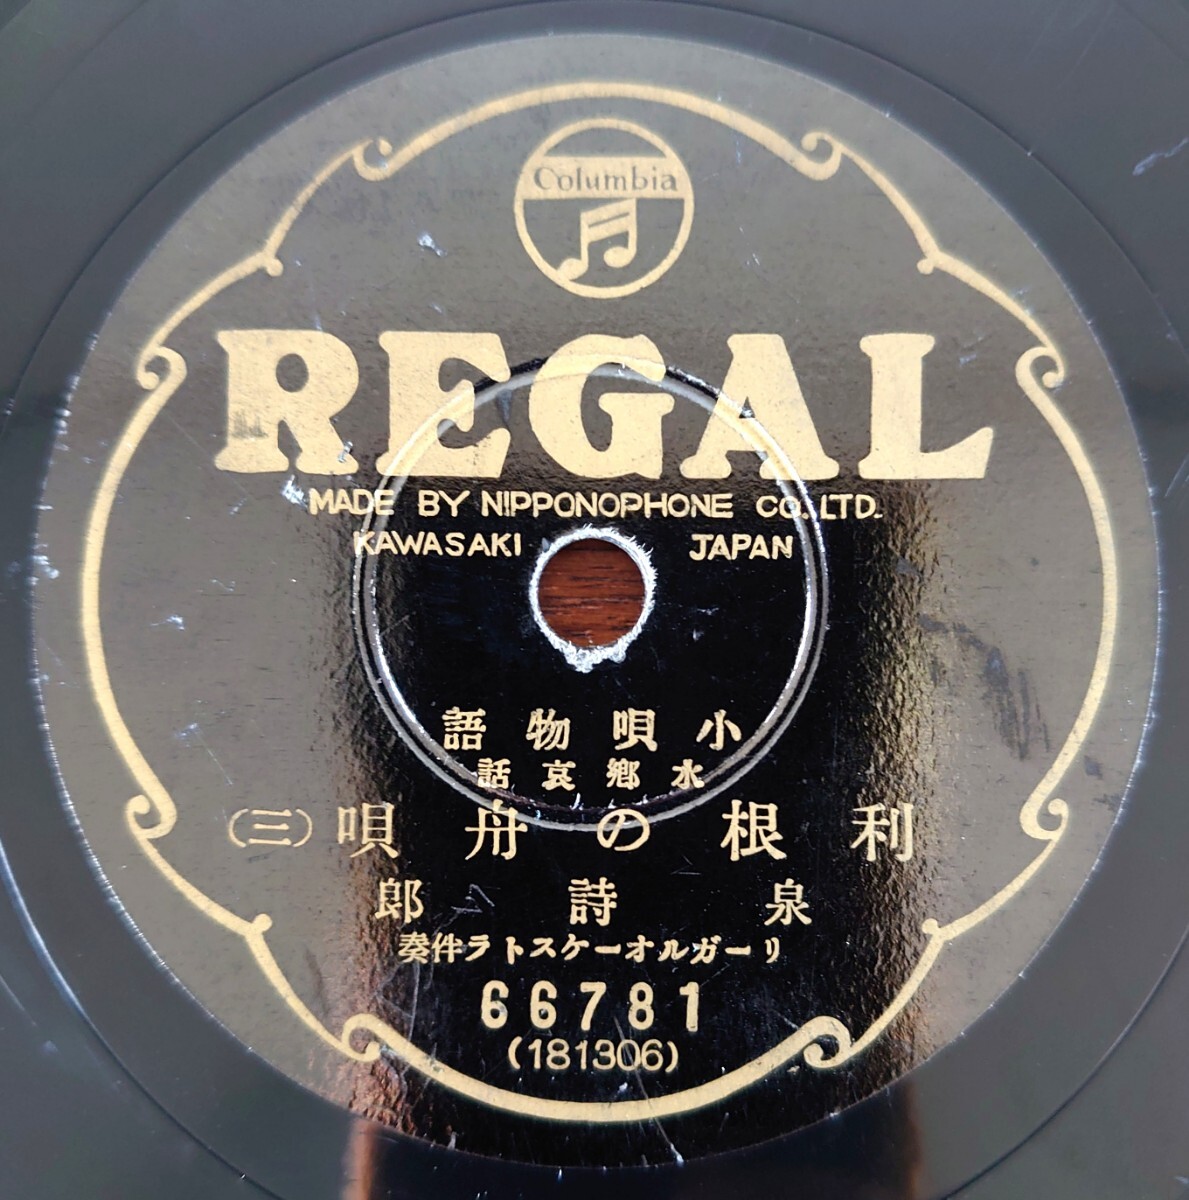 Columbia
REGAL
MADE BY NIPPONOPHONE CO., LTD.
KAWASAKI JAPAN
小唄物語
水郷哀話
利根の舟唄(三)
泉詩郎
リーガルオーケストラ伴奏
66781
(181306)